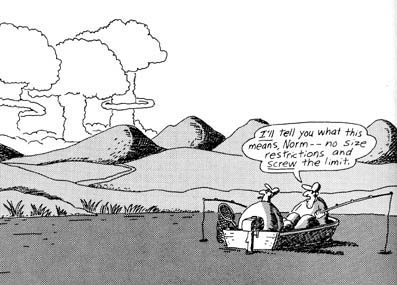 I'll tell you what this
means, Norm -- no size
restrictions and
screw the limit.